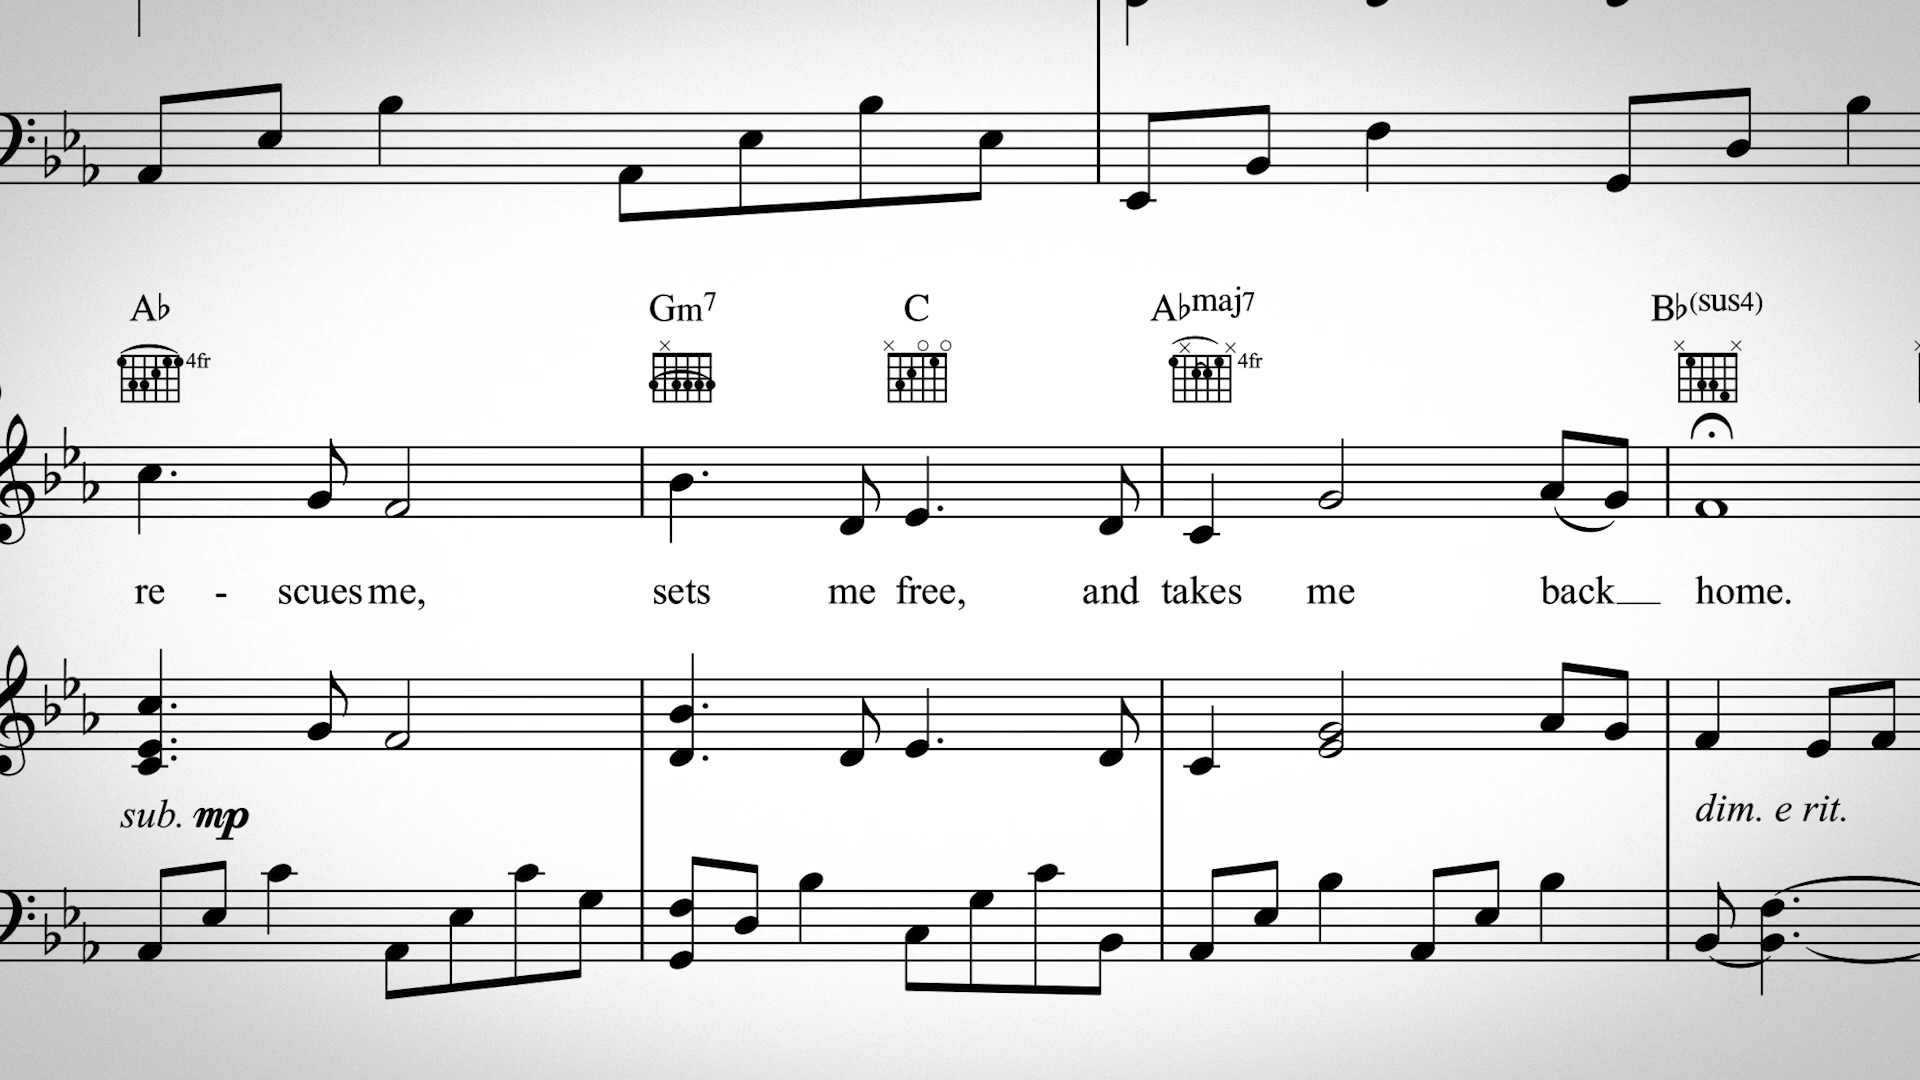 A♭ Gm7 C A♭maj7 B♭(sus4)
4fr 4fr
re - scues me, sets me free, and takes me back home.
sub. mp dim. e rit.